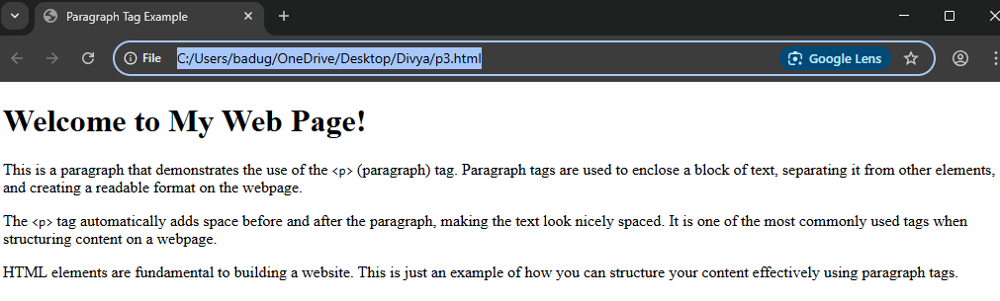 Paragraph Tag Example
File C:/Users/badug/OneDrive/Desktop/Divya/p3.html Google Lens
Welcome to My Web Page!
This is a paragraph that demonstrates the use of the <p> (paragraph) tag. Paragraph tags are used to enclose a block of text, separating it from other elements,
and creating a readable format on the webpage.
The <p> tag automatically adds space before and after the paragraph, making the text look nicely spaced. It is one of the most commonly used tags when
structuring content on a webpage.
HTML elements are fundamental to building a website. This is just an example of how you can structure your content effectively using paragraph tags.